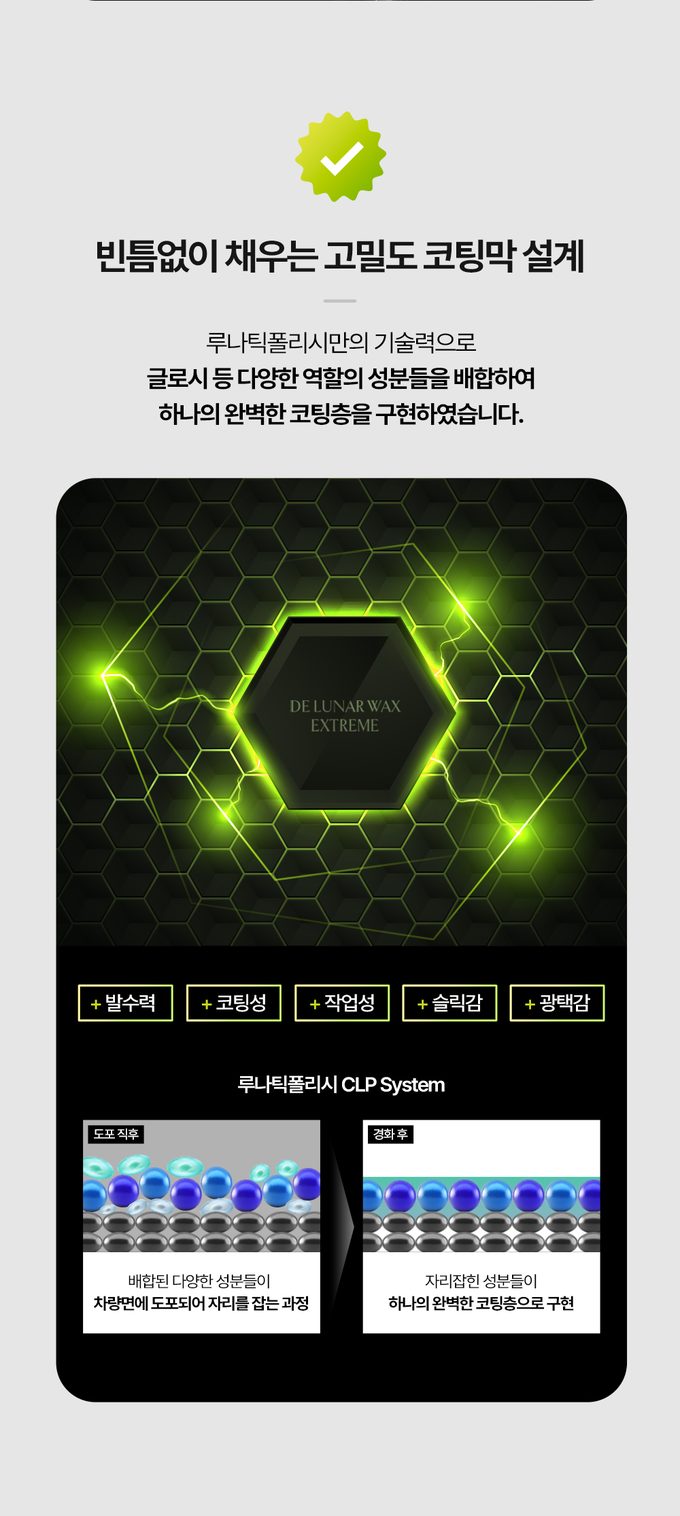 빈틈없이 채우는 고밀도 코팅막 설계
루나틱폴리시만의 기술력으로
글로시 등 다양한 역할의 성분들을 배합하여
하나의 완벽한 코팅층을 구현하였습니다.
DE LUNAR WAX
EXTREME
+ 발수력 + 코팅성 + 작업성 + 슬릭감 + 광택감
루나틱폴리시 CLP System
도포 직후
배합된 다양한 성분들이
차량면에 도포되어 자리를 잡는 과정
경화 후
자리잡힌 성분들이
하나의 완벽한 코팅층으로 구현